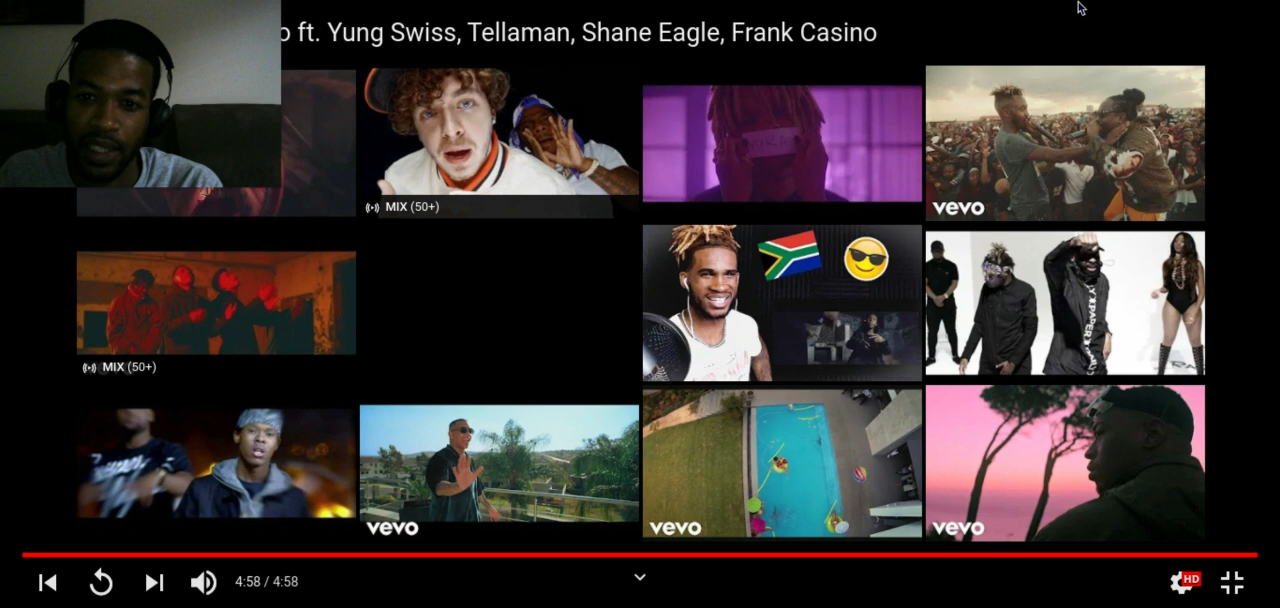 o ft. Yung Swiss, Tellaman, Shane Eagle, Frank Casino
MIX (50+)
vevo
MIX (50+)
vevo
vevo
vevo
4:58 / 4:58
HD